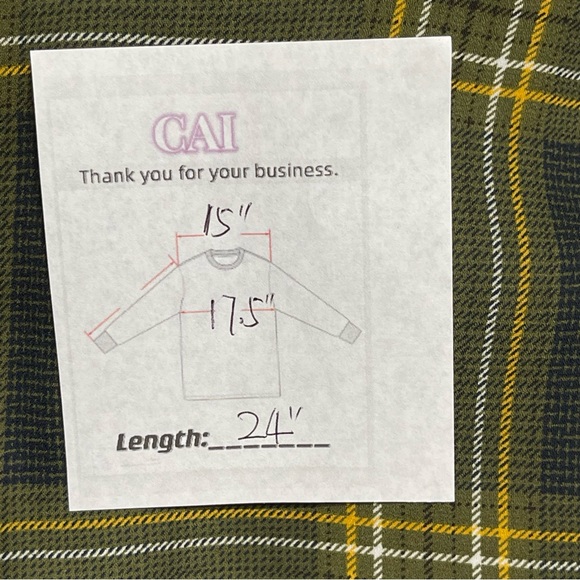 CAI
Thank you for your business.
15"
17.5"
Length: 24"